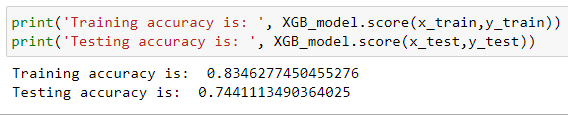 print('Training accuracy is: ', XGB_model.score(x_train,y_train))
print('Testing accuracy is: ', XGB_model.score(x_test,y_test))
Training accuracy is:  0.8346277450455276
Testing accuracy is:  0.7441113490364025